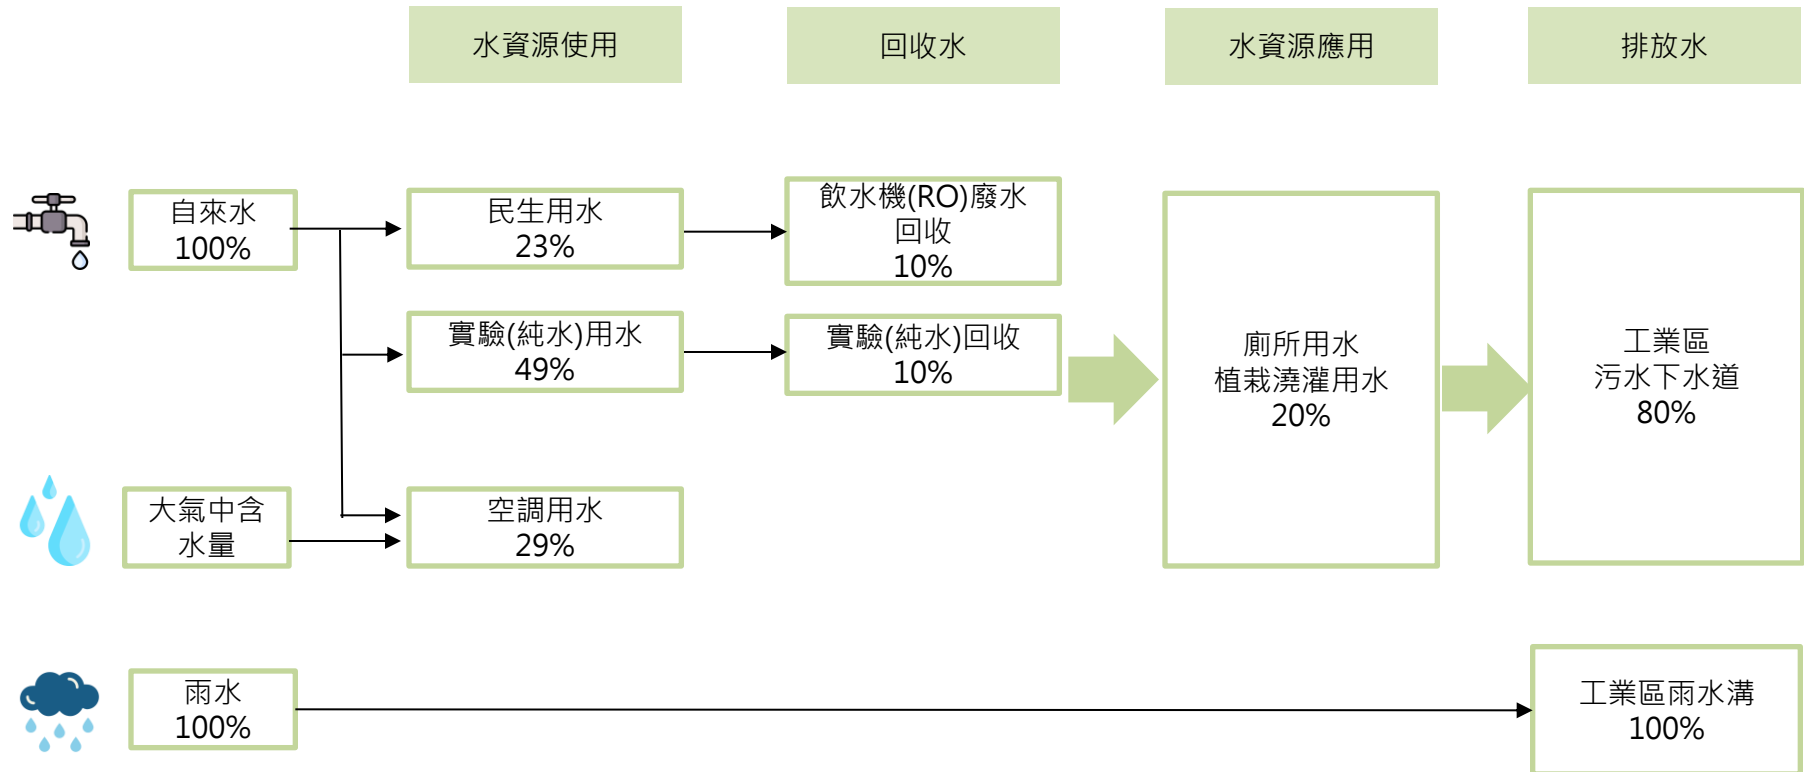 水資源使用
回收水
水資源應用
排放水
自來水
100%
民生用水
23%
飲水機(RO)廢水
回收
10%
實驗(純水)用水
49%
實驗(純水)回收
10%
廁所用水
植栽澆灌用水
20%
工業區
污水下水道
80%
大氣中含
水量
空調用水
29%
雨水
100%
工業區雨水溝
100%